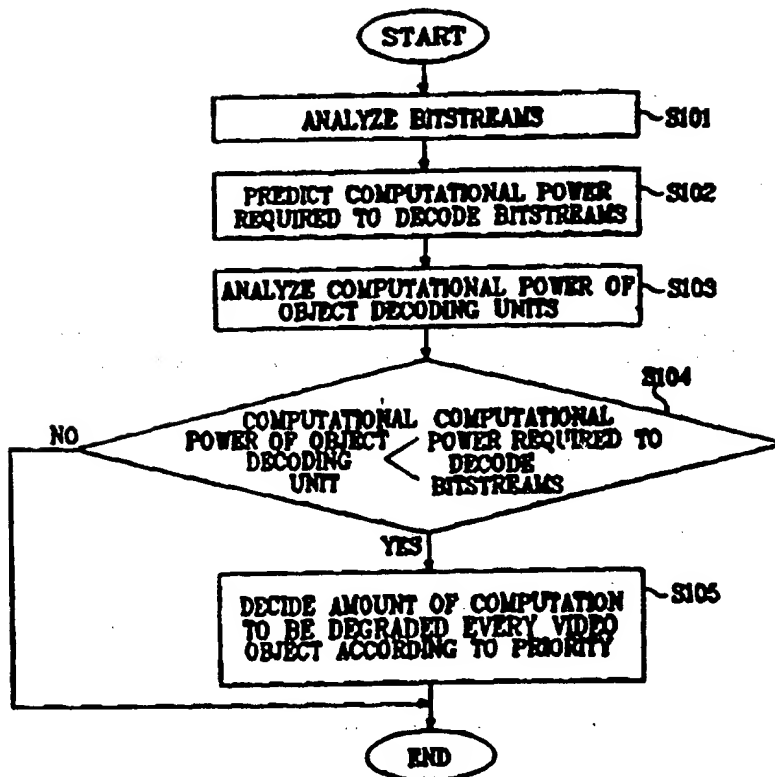 START
ANALYZE BITSTREAMS
S101
PREDICT COMPUTATIONAL POWER
REQUIRED TO DECODE BITSTREAMS
S102
ANALYZE COMPUTATIONAL POWER OF
OBJECT DECODING UNITS
S103
S104
NO
COMPUTATIONAL
POWER OF OBJECT
DECODING
UNIT
<
COMPUTATIONAL
POWER REQUIRED TO
DECODE
BITSTREAMS
YES
DECIDE AMOUNT OF COMPUTATION
TO BE DEGRADED EVERY VIDEO
OBJECT ACCORDING TO PRIORITY
S105
END